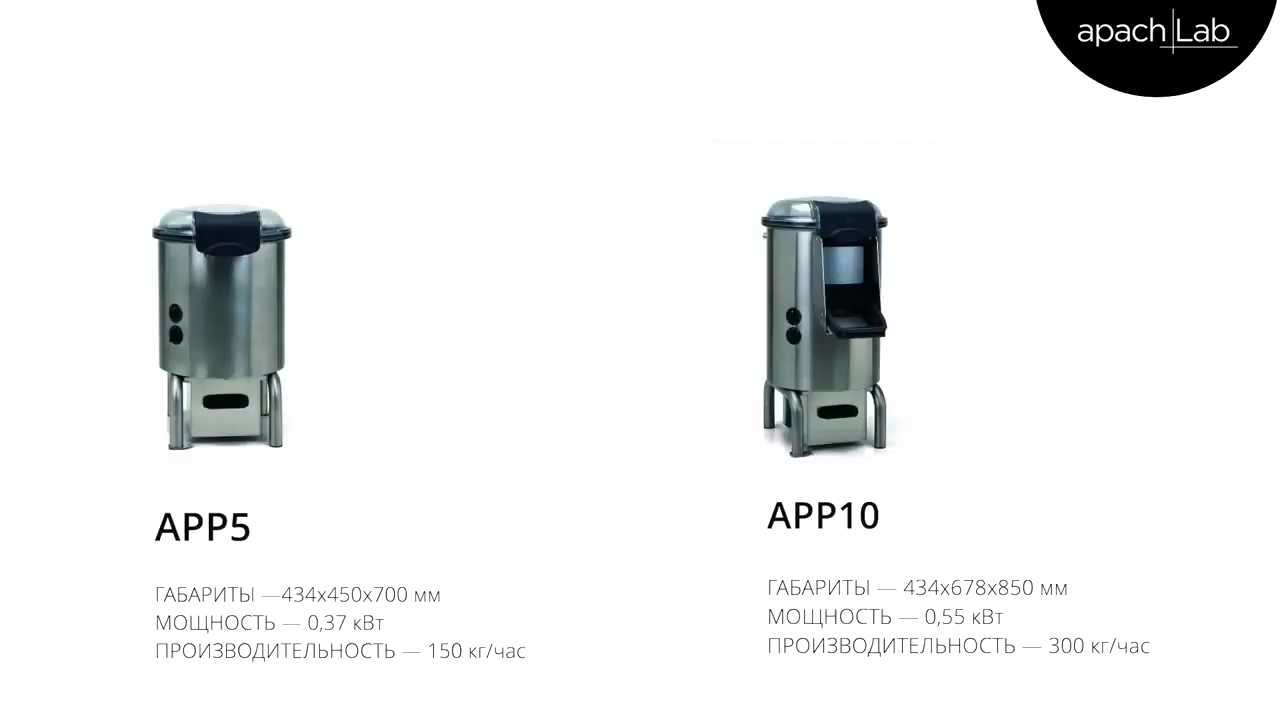 apach Lab
APP5
ГАБАРИТЫ —434x450x700 мм
МОЩНОСТЬ — 0,37 кВт
ПРОИЗВОДИТЕЛЬНОСТЬ — 150 кг/час
APP10
ГАБАРИТЫ — 434x678x850 мм
МОЩНОСТЬ — 0,55 кВт
ПРОИЗВОДИТЕЛЬНОСТЬ — 300 кг/час